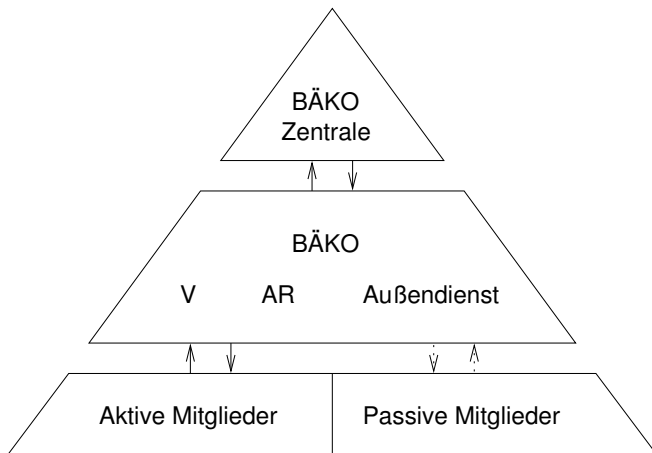 BÄKO
Zentrale
BÄKO
V AR Außendienst
Aktive Mitglieder Passive Mitglieder